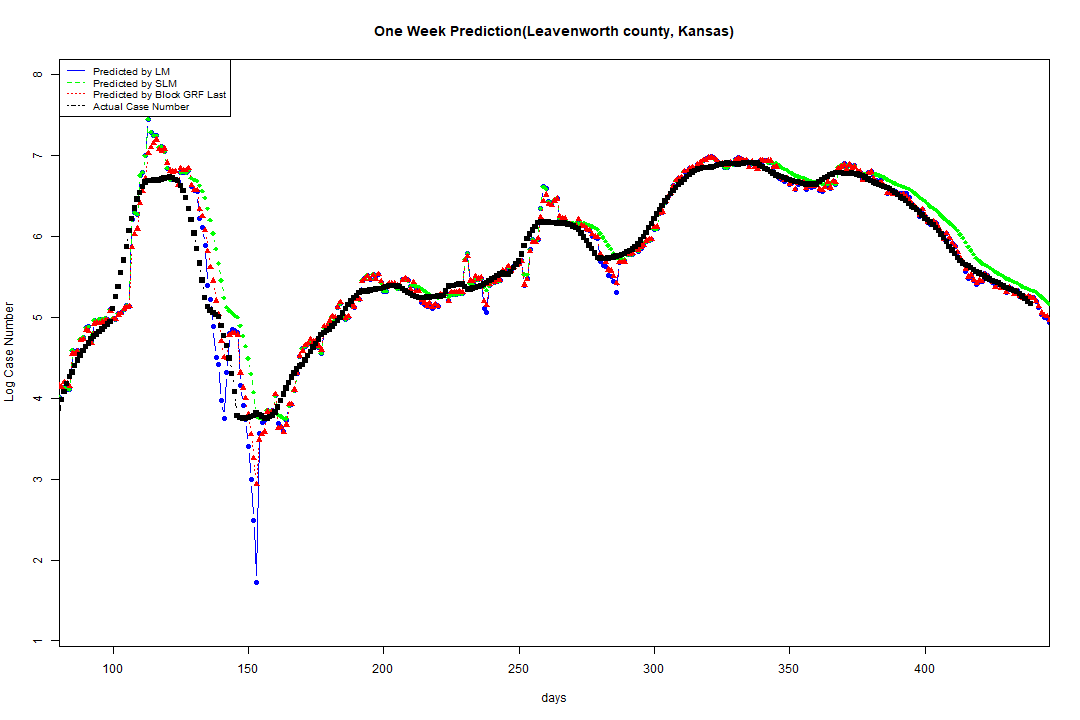 One Week Prediction(Leavenworth county, Kansas)
Predicted by LM
Predicted by SLM
Predicted by Block GRF Last
Actual Case Number
8
7
6
5
4
3
2
1
Log Case Number
100 150 200 250 300 350 400
days